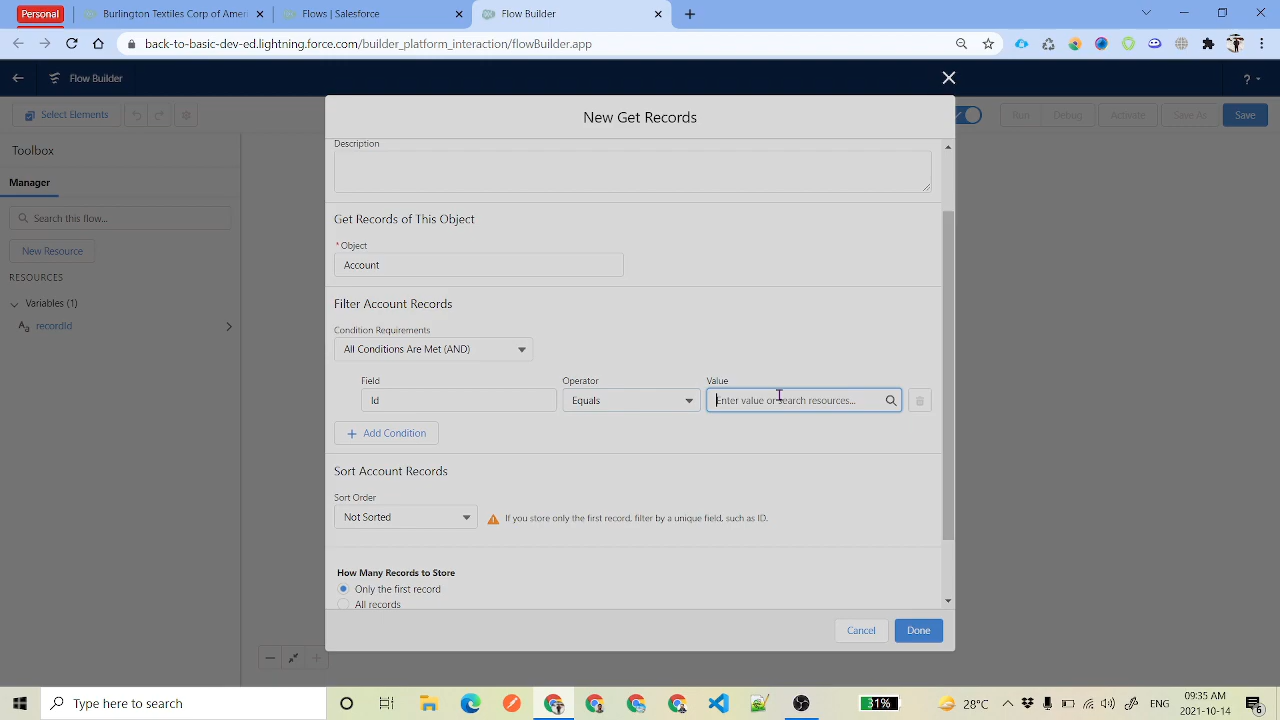 Personal
Burlington Textiles Corp of Ameri
Flows | Salesforce
Flow Builder
back-to-basic-dev-ed.lightning.force.com/builder_platform_interaction/flowBuilder.app
Flow Builder
?
Select Elements
Run
Debug
Activate
Save As
Save
New Get Records
Toolbox
Manager
Search this flow...
New Resource
RESOURCES
Variables (1)
Aa recordId
Description
Get Records of This Object
* Object
Account
Filter Account Records
Condition Requirements
All Conditions Are Met (AND)
Field
Operator
Value
Id
Equals
Enter value or search resources...
+ Add Condition
Sort Account Records
Sort Order
Not Sorted
If you store only the first record, filter by a unique field, such as ID.
How Many Records to Store
Only the first record
All records
Cancel
Done
Type here to search
31%
28°C
ENG
09:35 AM
2021-10-14
6